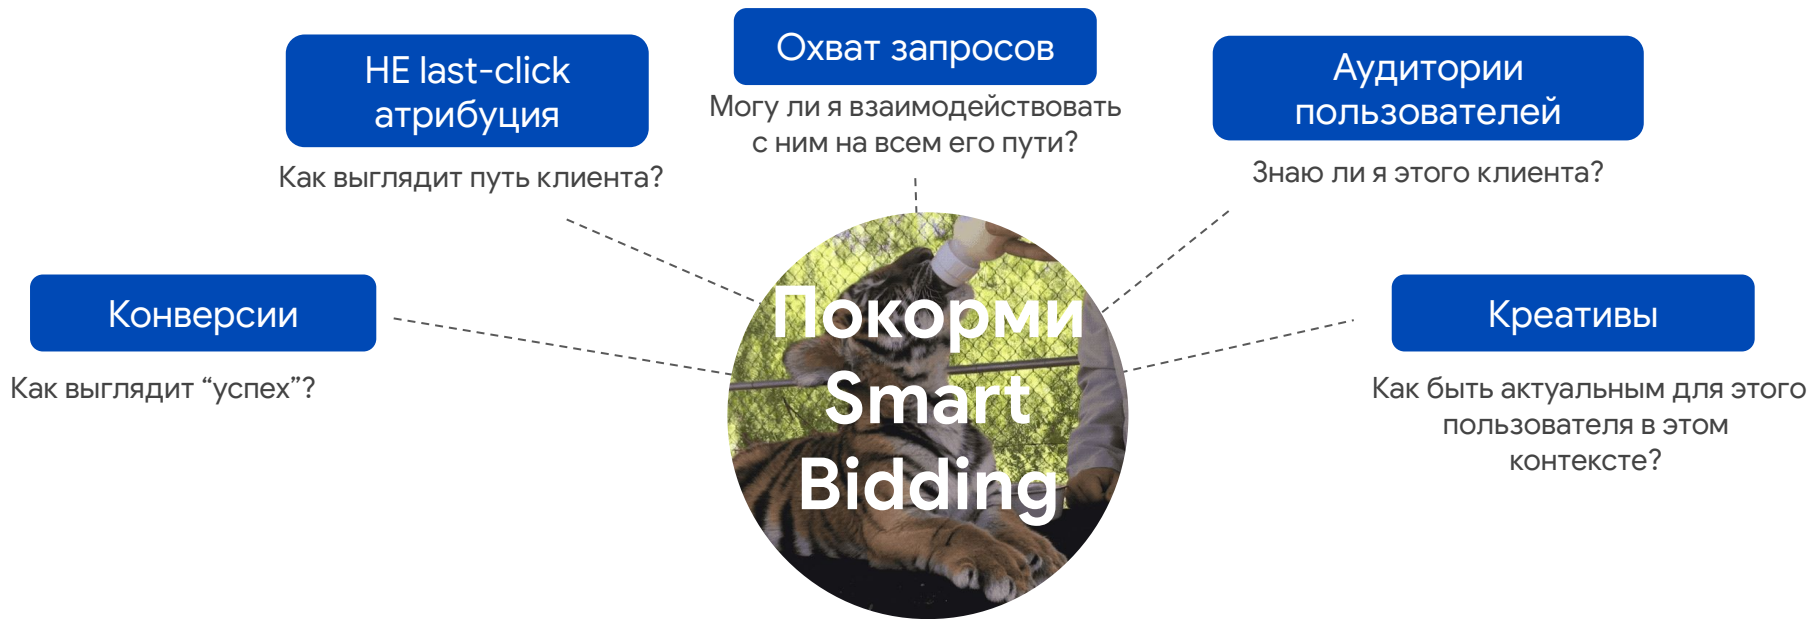 Охват запросов
Могу ли я взаимодействовать
с ним на всем его пути?
НЕ last-click
атрибуция
Как выглядит путь клиента?
Аудитории
пользователей
Знаю ли я этого клиента?
Конверсии
Как выглядит “успех”?
Покорми
Smart
Bidding
Креативы
Как быть актуальным для этого
пользователя в этом
контексте?